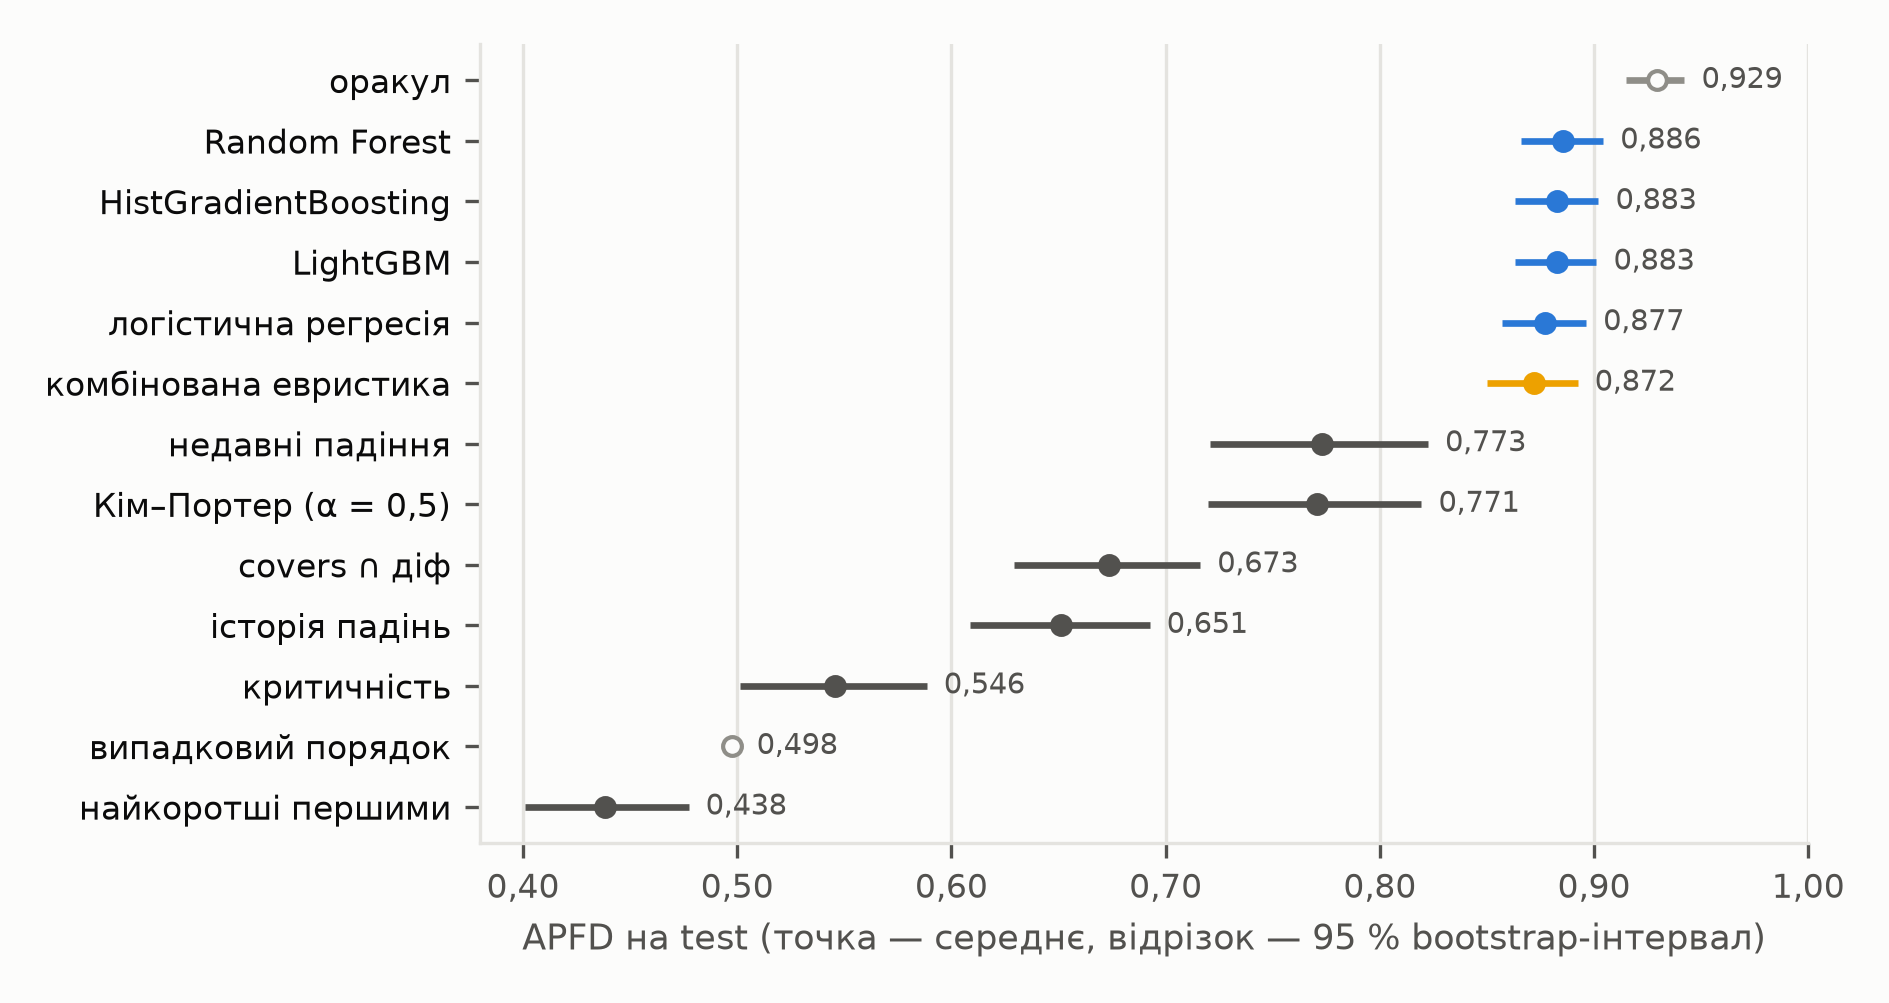 оракул 0,929
Random Forest 0,886
HistGradientBoosting 0,883
LightGBM 0,883
логістична регресія 0,877
комбінована евристика 0,872
недавні падіння 0,773
Кім–Портер (α = 0,5) 0,771
covers ∩ діф 0,673
історія падінь 0,651
критичність 0,546
випадковий порядок 0,498
найкоротші першими 0,438
0,40 0,50 0,60 0,70 0,80 0,90 1,00
APFD на test (точка — середнє, відрізок — 95 % bootstrap-інтервал)